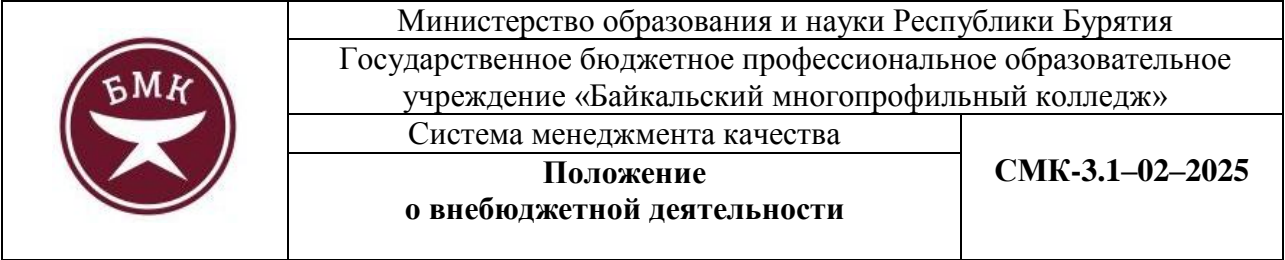 БМК
Министерство образования и науки Республики Бурятия
Государственное бюджетное профессиональное образовательное
учреждение «Байкальский многопрофильный колледж»
Система менеджмента качества
Положение
о внебюджетной деятельности
СМК-3.1–02–2025